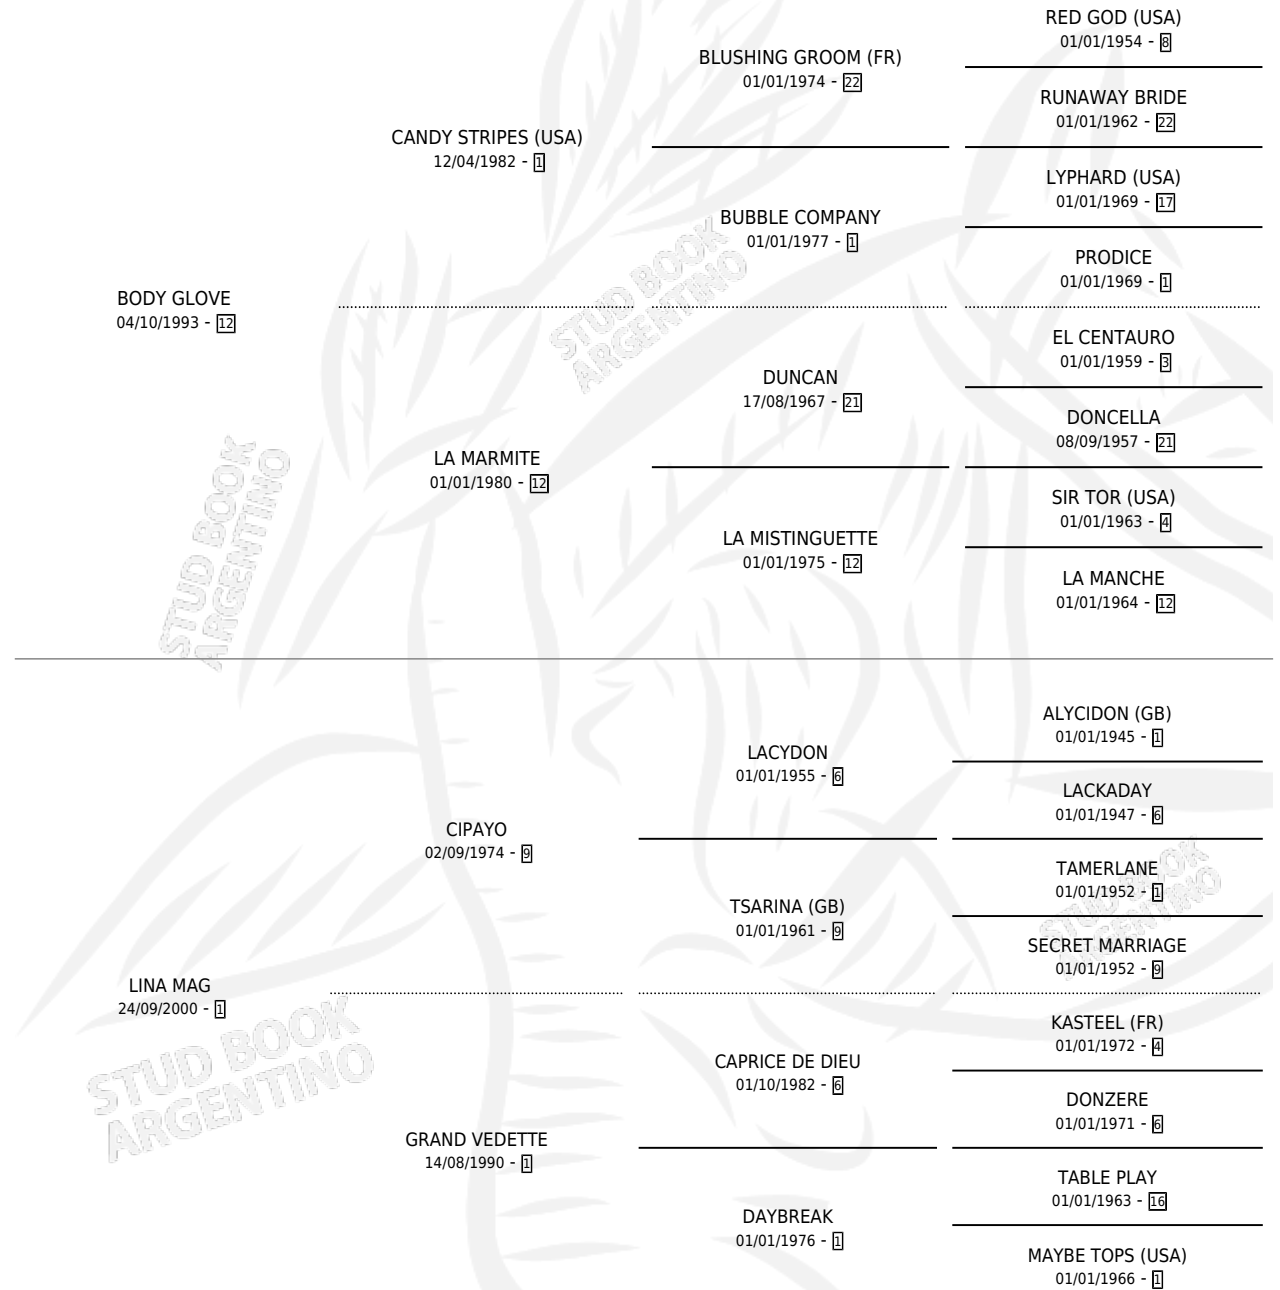 RED GOD (USA)
01/01/1954 - 8
BLUSHING GROOM (FR)
01/01/1974 - 22
RUNAWAY BRIDE
01/01/1962 - 22
CANDY STRIPES (USA)
12/04/1982 - 1
LYPHARD (USA)
01/01/1969 - 17
BUBBLE COMPANY
01/01/1977 - 1
PRODICE
01/01/1969 - 1
BODY GLOVE
04/10/1993 - 12
STUD BOOK
ARGENTINO
EL CENTAURO
01/01/1959 - 3
DUNCAN
17/08/1967 - 21
DONCELLA
08/09/1957 - 21
LA MARMITE
01/01/1980 - 12
SIR TOR (USA)
01/01/1963 - 4
LA MISTINGUETTE
01/01/1975 - 12
LA MANCHE
01/01/1964 - 12
STUD BOOK
ARGENTINO
ALYCIDON (GB)
01/01/1945 - 1
LACYDON
01/01/1955 - 6
LACKADAY
01/01/1947 - 6
CIPAYO
02/09/1974 - 9
TAMERLANE
01/01/1952 - 1
TSARINA (GB)
01/01/1961 - 9
SECRET MARRIAGE
01/01/1952 - 9
STUD BOOK
ARGENTINO
LINA MAG
24/09/2000 - 1
KASTEEL (FR)
01/01/1972 - 4
CAPRICE DE DIEU
01/10/1982 - 6
DONZERE
01/01/1971 - 6
STUD BOOK
ARGENTINO
GRAND VEDETTE
14/08/1990 - 1
TABLE PLAY
01/01/1963 - 16
DAYBREAK
01/01/1976 - 1
MAYBE TOPS (USA)
01/01/1966 - 1